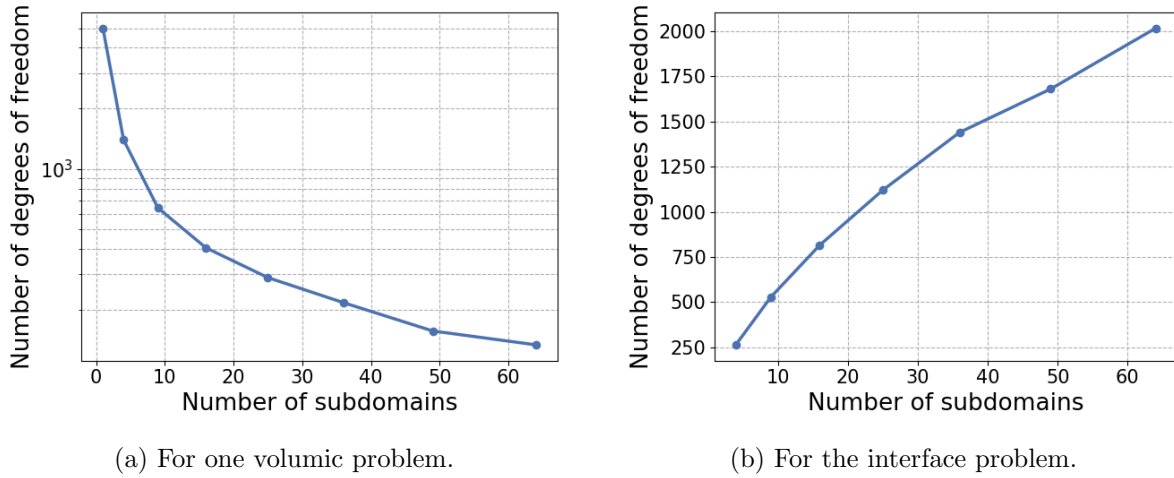 Number of degrees of freedom
10³
0 10 20 30 40 50 60
Number of subdomains
(a) For one volumic problem.
Number of degrees of freedom
2000
1750
1500
1250
1000
750
500
250
10 20 30 40 50 60
Number of subdomains
(b) For the interface problem.